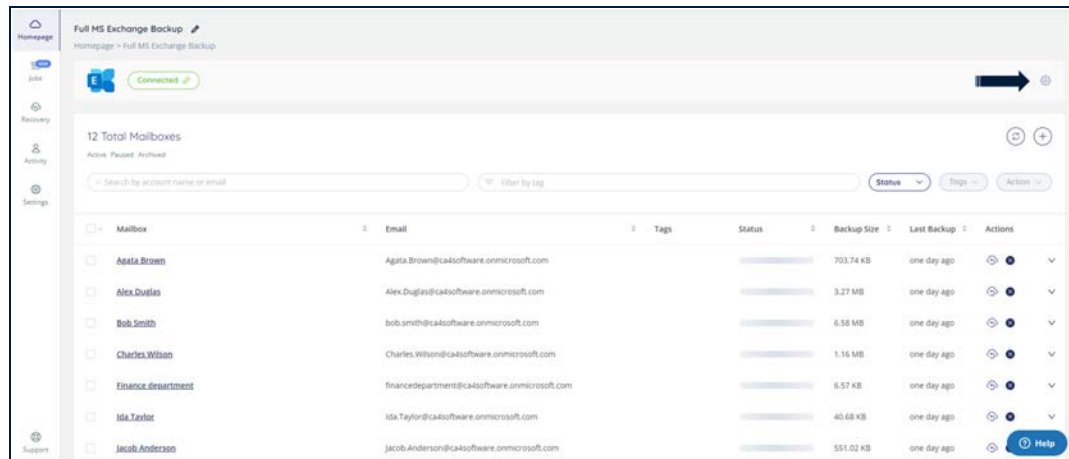 Homepage
Jobs
Recovery
Activity
Settings
Support
Full MS Exchange Backup
Homepage > Full MS Exchange Backup
E
Connected
12 Total Mailboxes
Active Paused Archived
Search by account name or email
Filter by tag
Status
Tags
Action
Mailbox Email Tags Status Backup Size Last Backup Actions
Agata Brown Agata.Brown@ca4software.onmicrosoft.com 703.74 KB one day ago
Alex Duglas Alex.Duglas@ca4software.onmicrosoft.com 3.27 MB one day ago
Bob Smith bob.smith@ca4software.onmicrosoft.com 6.58 MB one day ago
Charles Wilson Charles.Wilson@ca4software.onmicrosoft.com 1.16 MB one day ago
Finance department financedepartment@ca4software.onmicrosoft.com 6.57 KB one day ago
Ida Taylor Ida.Taylor@ca4software.onmicrosoft.com 40.68 KB one day ago
Jacob Anderson Jacob.Anderson@ca4software.onmicrosoft.com 551.02 KB one day ago
Help